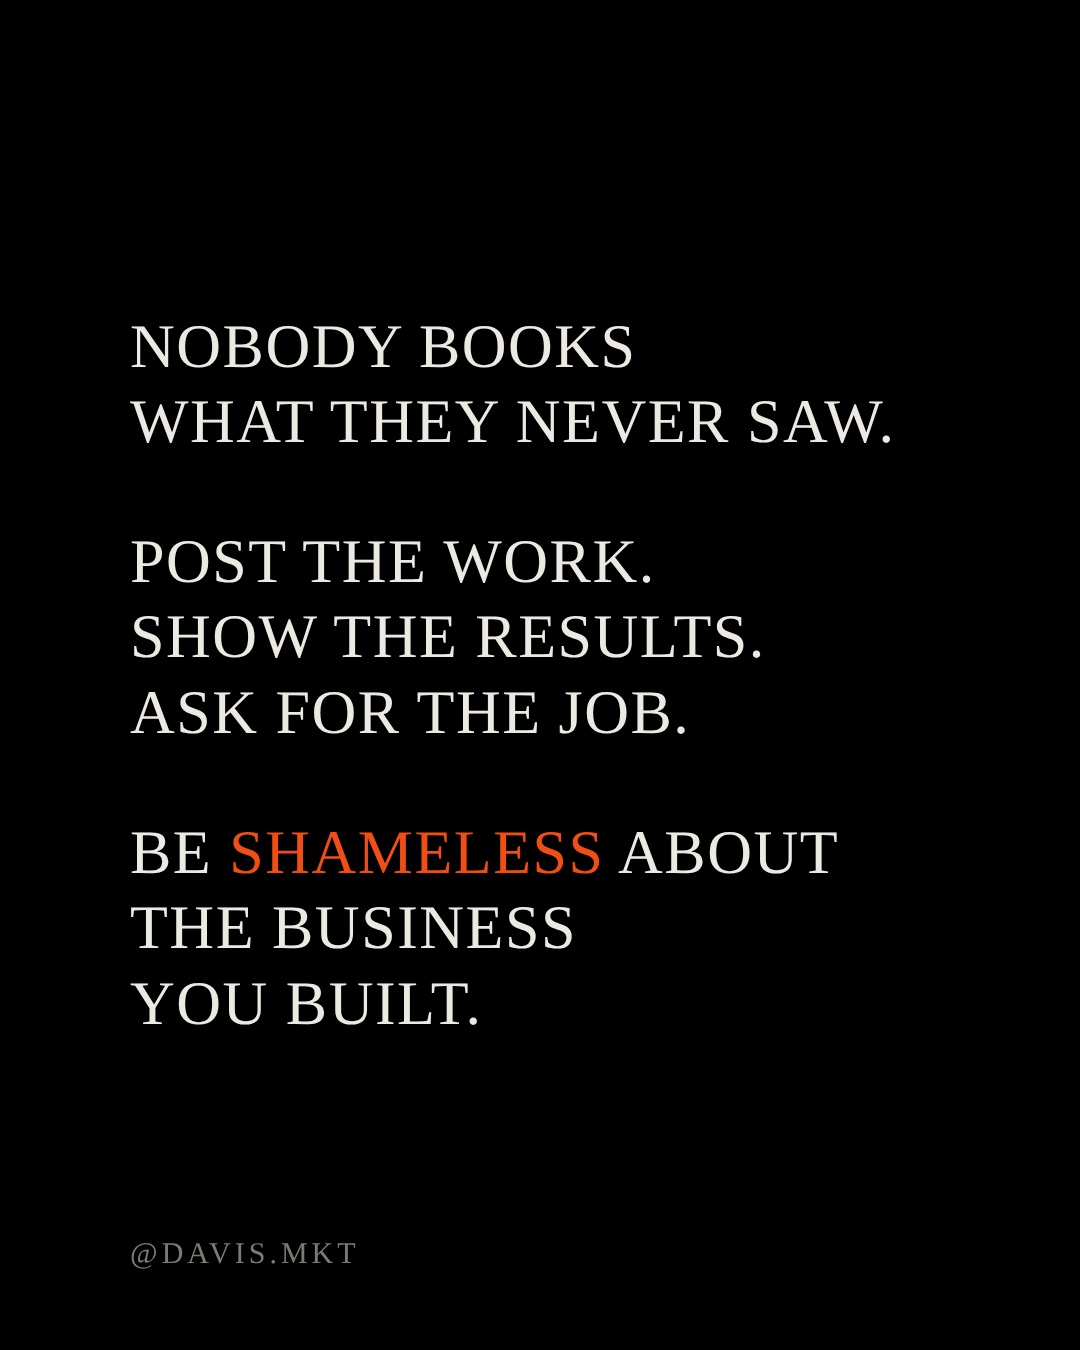 NOBODY BOOKS
WHAT THEY NEVER SAW.
POST THE WORK.
SHOW THE RESULTS.
ASK FOR THE JOB.
BE SHAMELESS ABOUT
THE BUSINESS
YOU BUILT.
@DAVIS.MKT